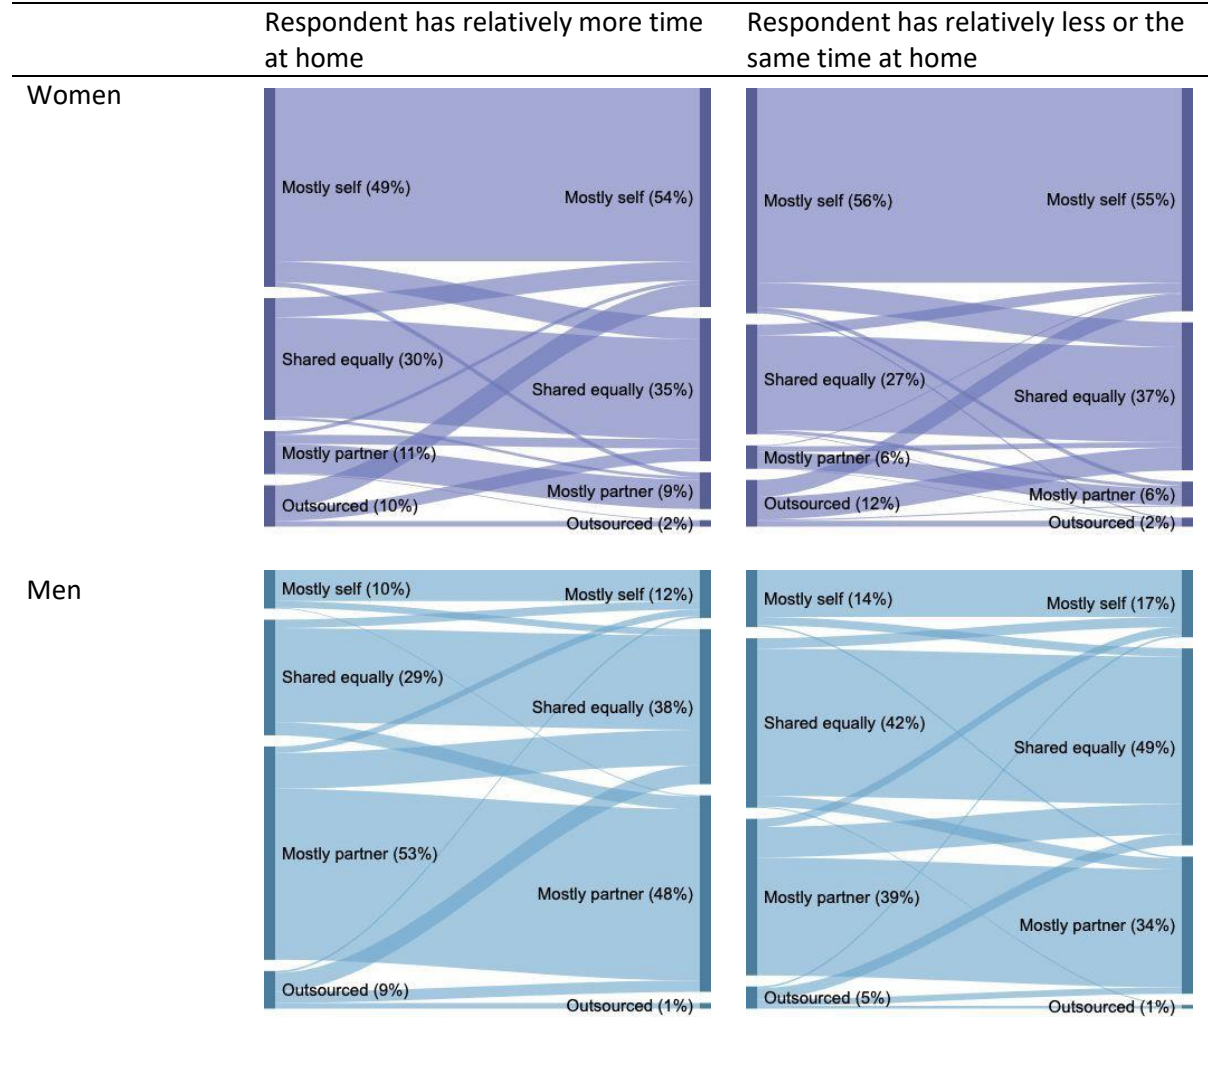 Respondent has relatively more time
at home
Respondent has relatively less or the
same time at home
Women
Mostly self (49%)
Mostly self (54%)
Shared equally (30%)
Shared equally (35%)
Mostly partner (11%)
Mostly partner (9%)
Outsourced (10%)
Outsourced (2%)
Mostly self (56%)
Mostly self (55%)
Shared equally (27%)
Shared equally (37%)
Mostly partner (6%)
Mostly partner (6%)
Outsourced (12%)
Outsourced (2%)
Men
Mostly self (10%)
Mostly self (12%)
Shared equally (29%)
Shared equally (38%)
Mostly partner (53%)
Mostly partner (48%)
Outsourced (9%)
Outsourced (1%)
Mostly self (14%)
Mostly self (17%)
Shared equally (42%)
Shared equally (49%)
Mostly partner (39%)
Mostly partner (34%)
Outsourced (5%)
Outsourced (1%)